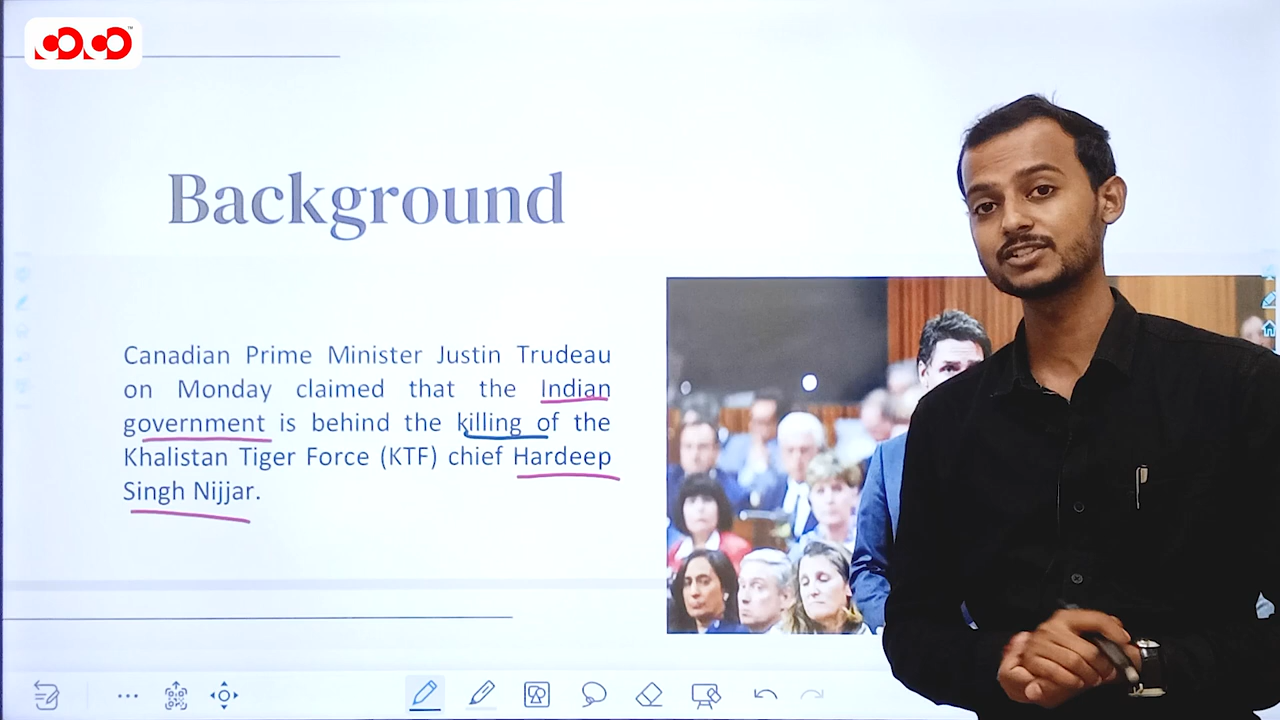 Background
Canadian Prime Minister Justin Trudeau
on Monday claimed that the Indian
government is behind the killing of the
Khalistan Tiger Force (KTF) chief Hardeep
Singh Nijjar.